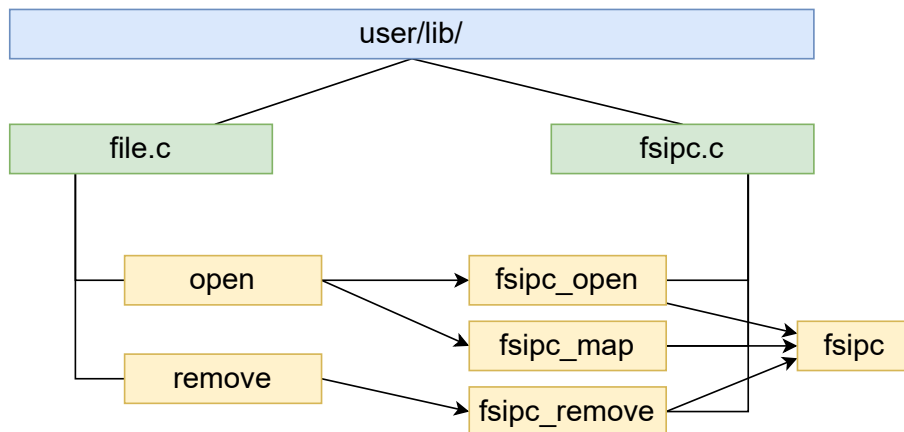 user/lib/
file.c
fsipc.c
open
fsipc_open
fsipc_map
fsipc
remove
fsipc_remove